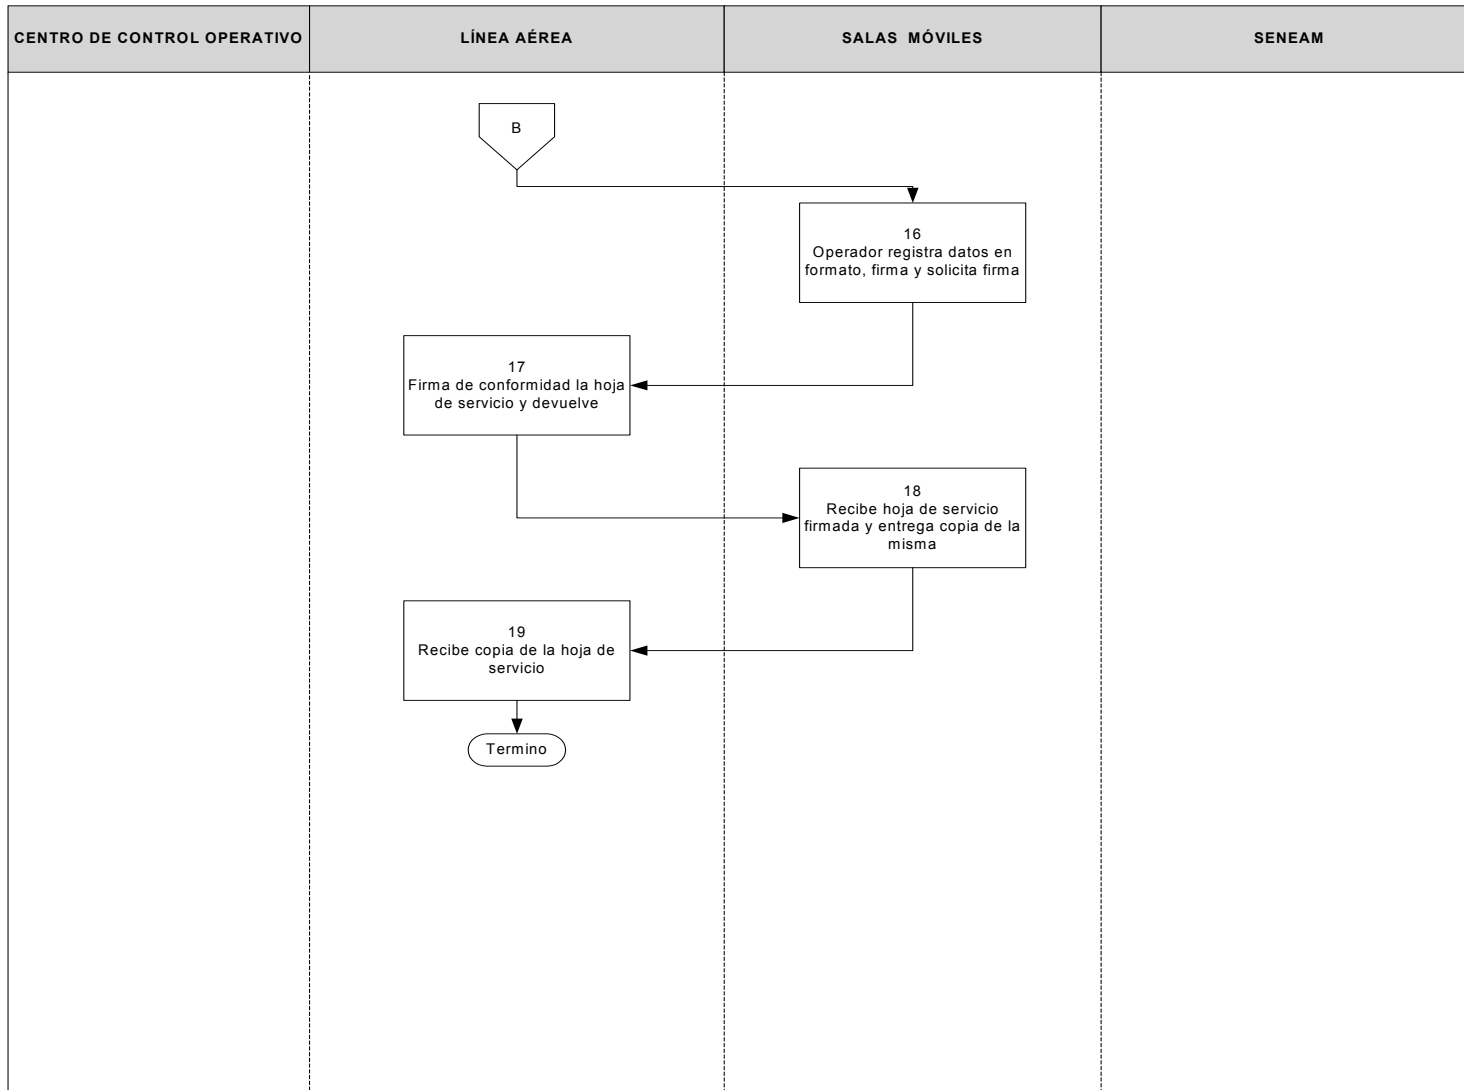 CENTRO DE CONTROL OPERATIVO
LÍNEA AÉREA
SALAS MÓVILES
SENEAM
B
16
Operador registra datos en
formato, firma y solicita firma
17
Firma de conformidad la hoja
de servicio y devuelve
18
Recibe hoja de servicio
firmada y entrega copia de la
misma
19
Recibe copia de la hoja de
servicio
Termino